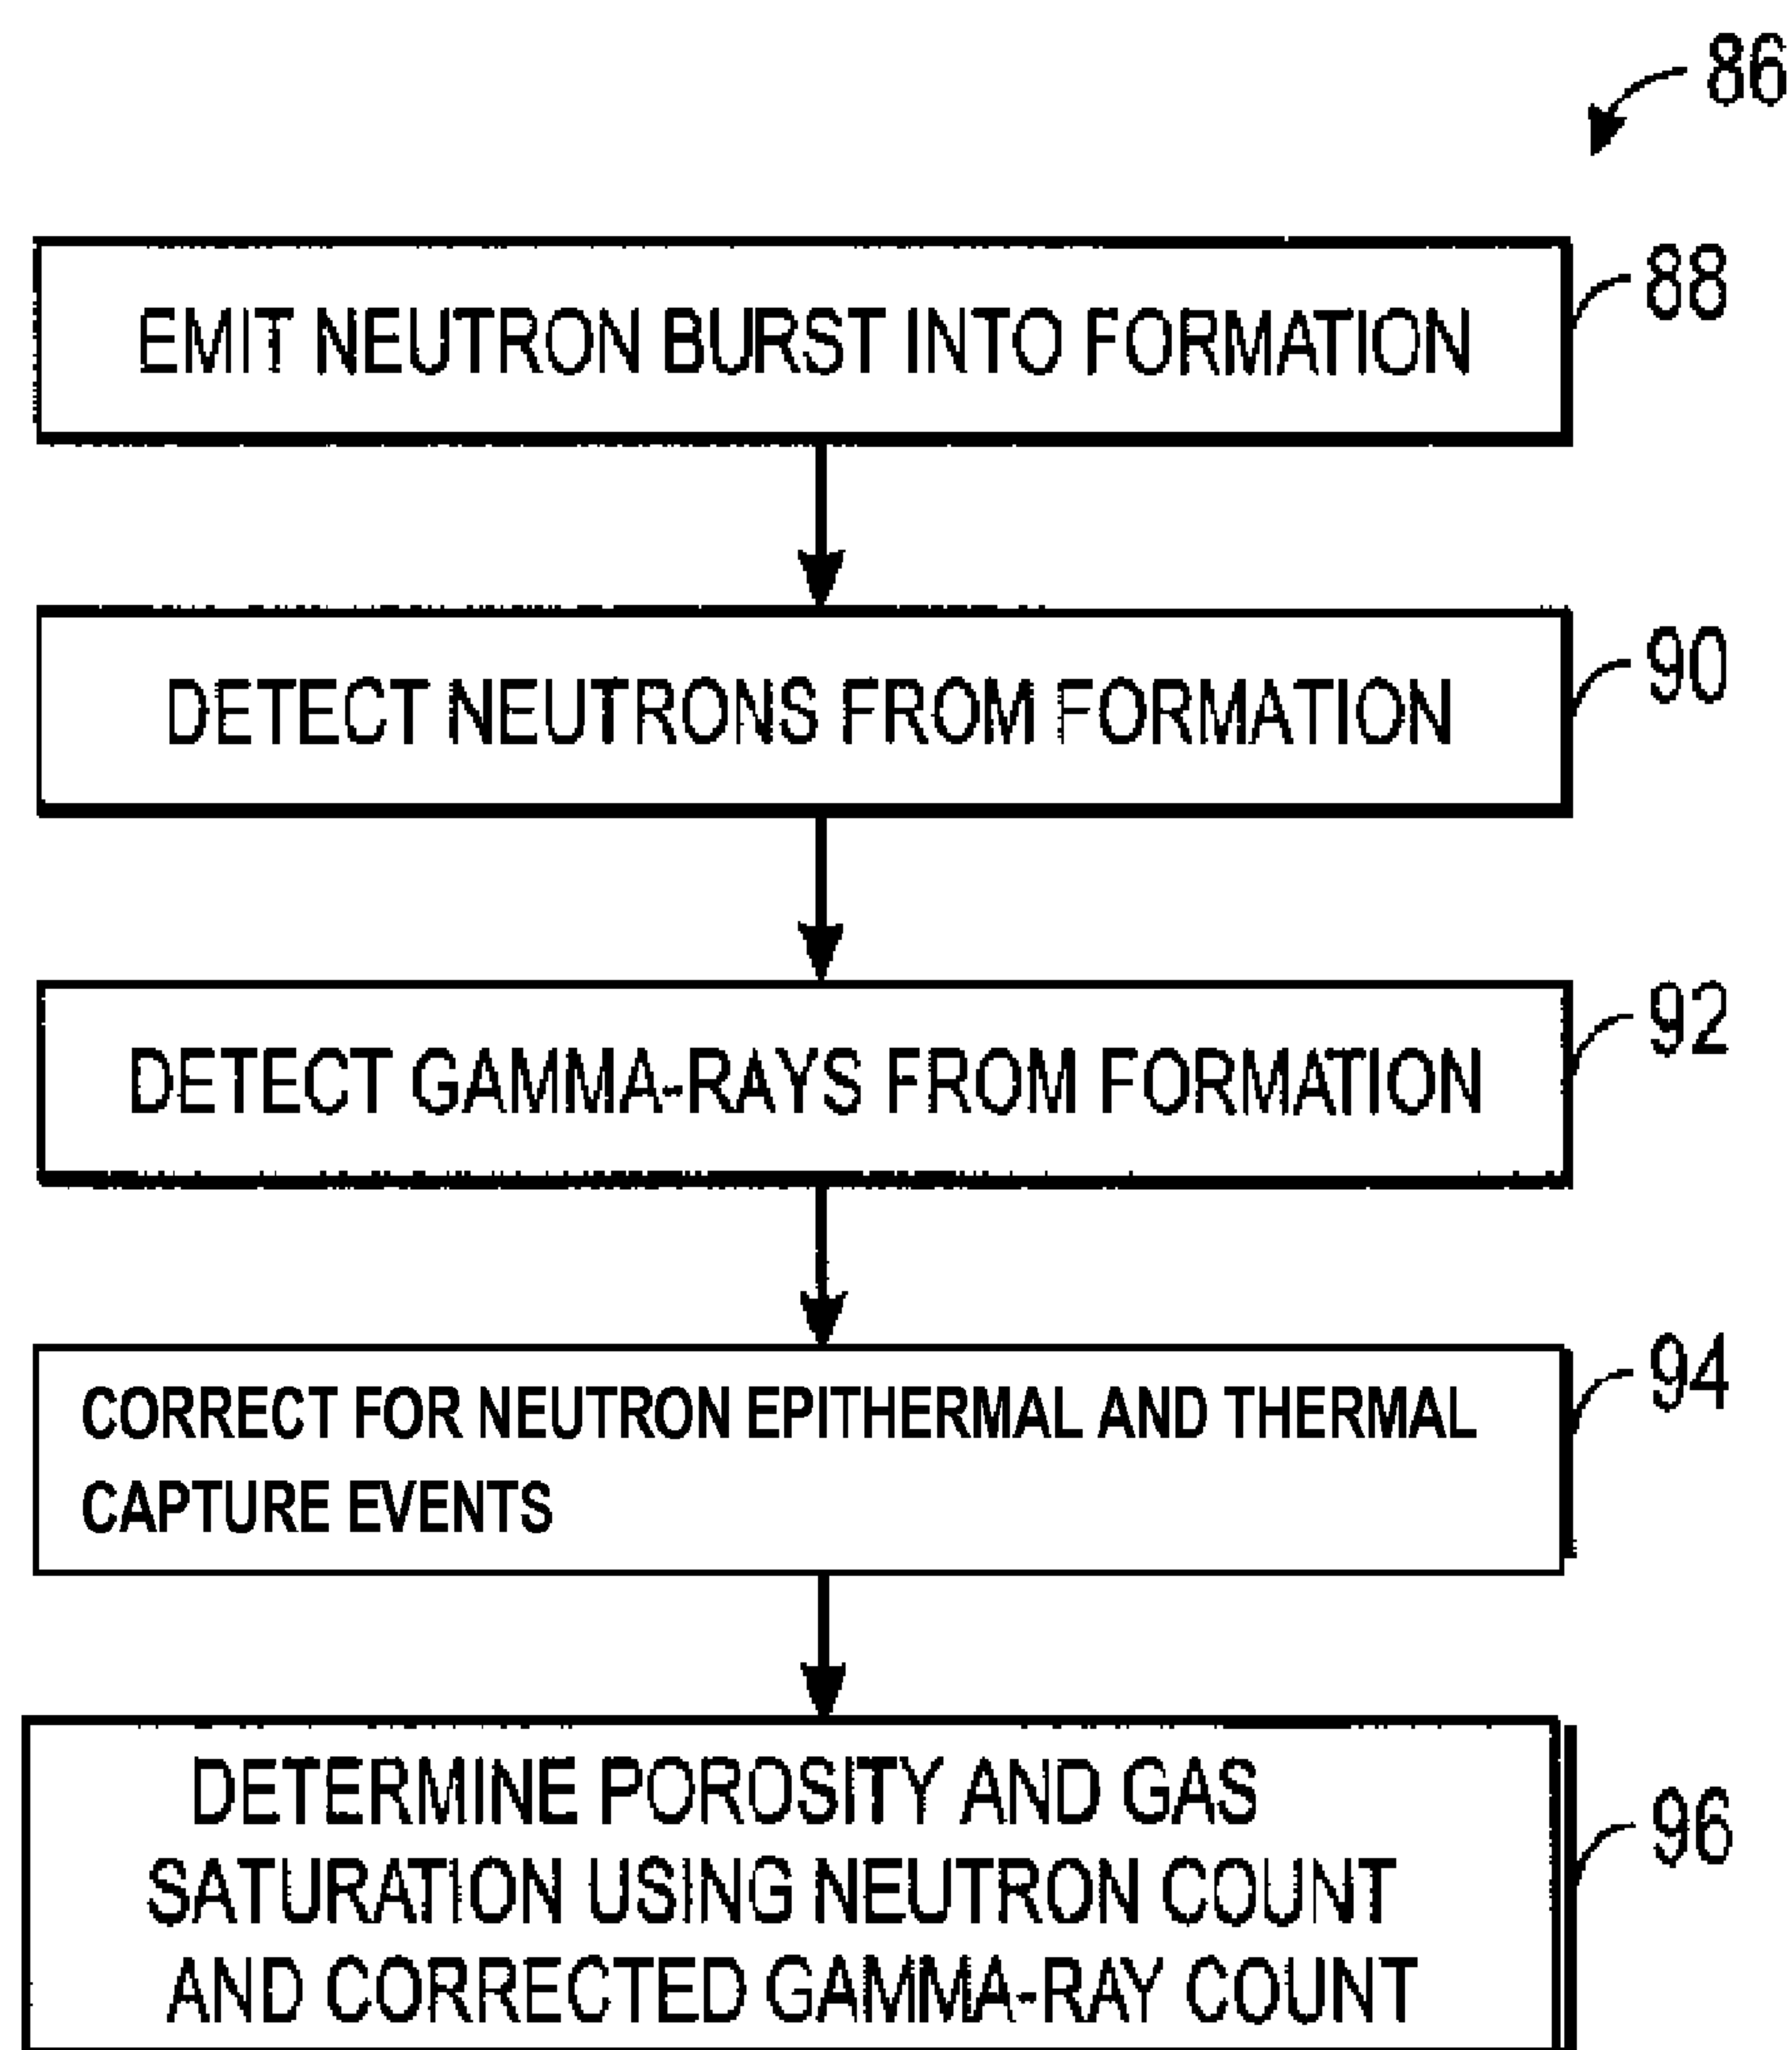 86
EMIT NEUTRON BURST INTO FORMATION
88
DETECT NEUTRONS FROM FORMATION
90
DETECT GAMMA-RAYS FROM FORMATION
92
CORRECT FOR NEUTRON EPITHERMAL AND THERMAL
CAPTURE EVENTS
94
DETERMINE POROSITY AND GAS
SATURATION USING NEUTRON COUNT
AND CORRECTED GAMMA-RAY COUNT
96